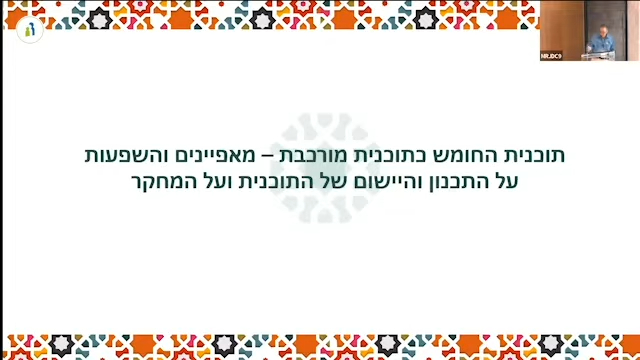 תוכנית החומש כתוכנית מורכבת – מאפיינים והשפעות
על התכנון והיישום של התוכנית ועל המחקר